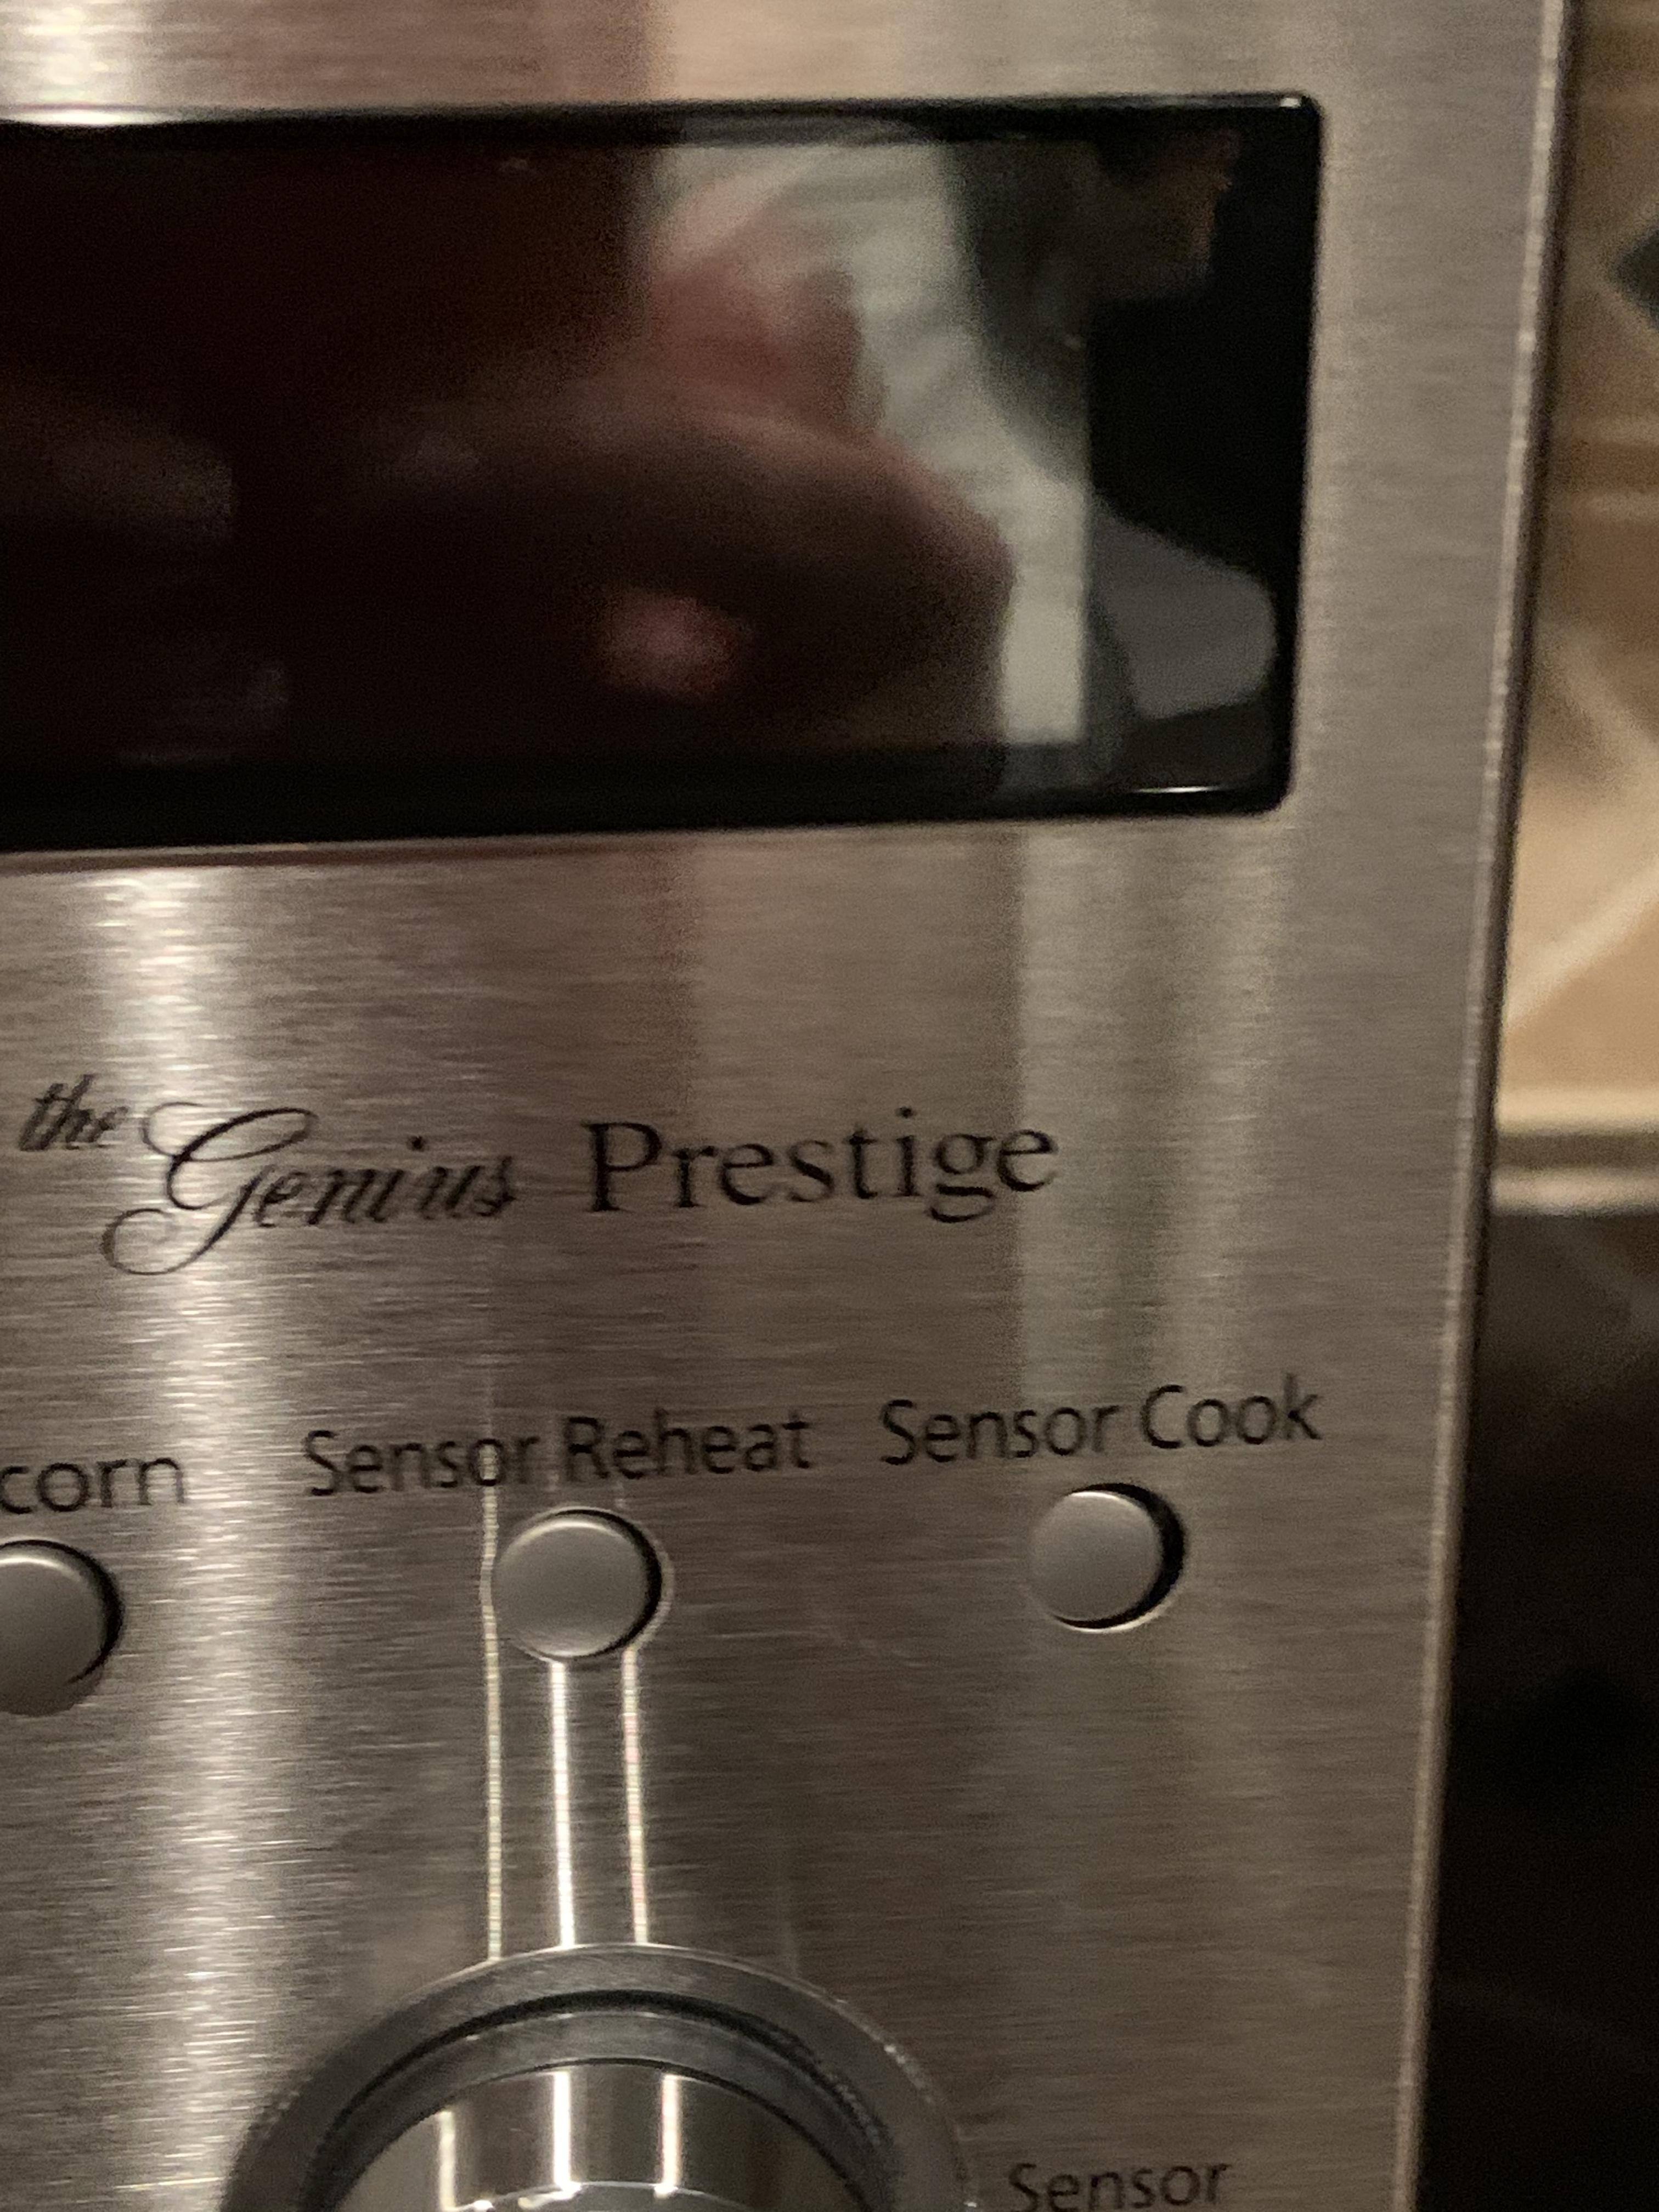 the Genius Prestige
corn
Sensor Reheat
Sensor Cook
Sensor